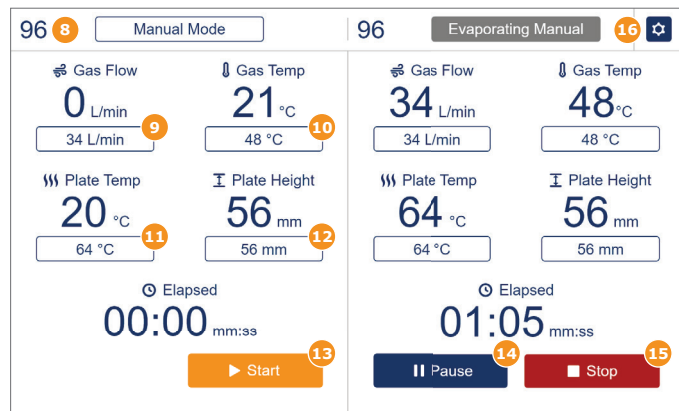 96 8 Manual Mode
Gas Flow Gas Temp
0 L/min 21 °C
9 10
34 L/min 48 °C
Plate Temp Plate Height
20 °C 56 mm
11 12
64 °C 56 mm
Elapsed
00:00 mm:ss
13
Start
96 Evaporating Manual 16
Gas Flow Gas Temp
34 L/min 48 °C
34 L/min 48 °C
Plate Temp Plate Height
64 °C 56 mm
64 °C 56 mm
Elapsed
01:05 mm:ss
14 15
Pause Stop